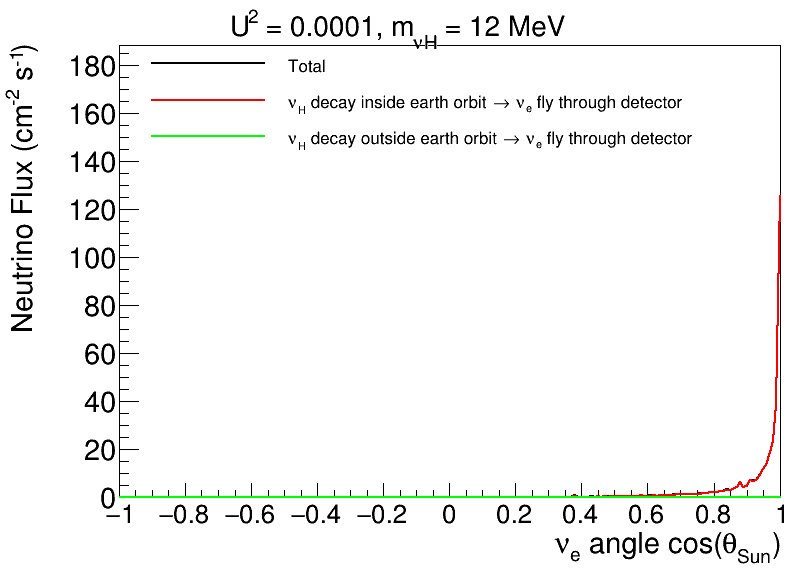 U² = 0.0001, m_νH = 12 MeV
Neutrino Flux (cm⁻² s⁻¹)
Total
ν_H decay inside earth orbit → ν_e fly through detector
ν_H decay outside earth orbit → ν_e fly through detector
180
160
140
120
100
80
60
40
20
0
−1 −0.8 −0.6 −0.4 −0.2 0 0.2 0.4 0.6 0.8 1
ν_e angle cos(θ_Sun)